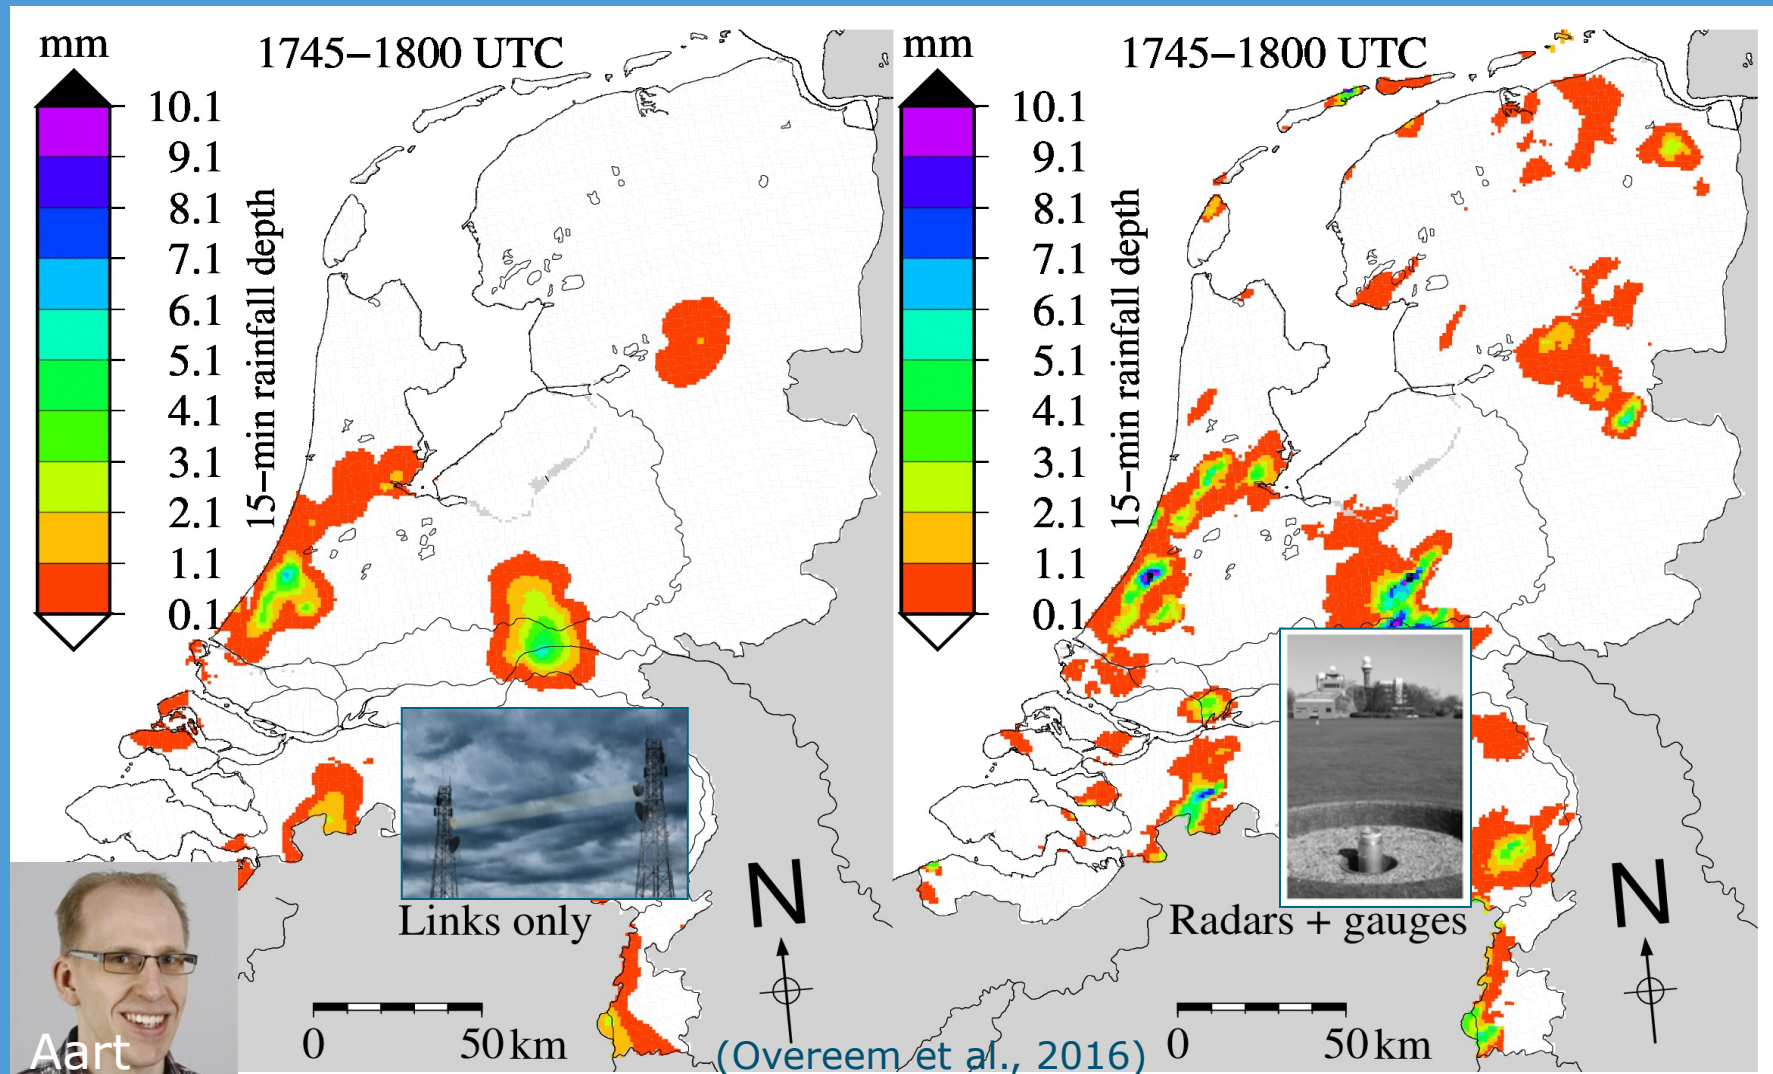 mm
1745–1800 UTC
10.1
9.1
8.1
7.1
6.1
5.1
4.1
3.1
2.1
1.1
0.1
15−min rainfall depth
Links only
N
0 50 km
Aart
mm
1745–1800 UTC
10.1
9.1
8.1
7.1
6.1
5.1
4.1
3.1
2.1
1.1
0.1
15−min rainfall depth
Radars + gauges
N
0 50 km
(Overeem et al., 2016)